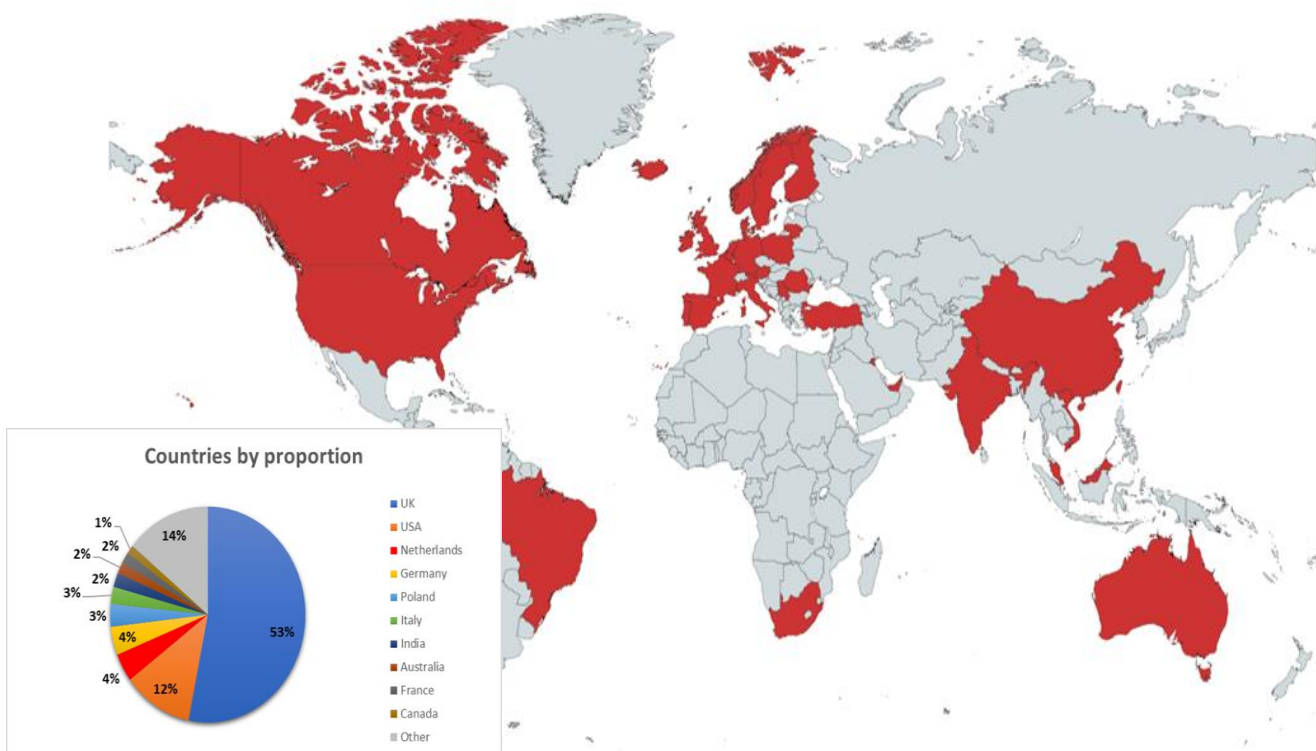 Countries by proportion
1%
2%
2%
2%
3%
3%
4%
4%
12%
14%
53%
UK
USA
Netherlands
Germany
Poland
Italy
India
Australia
France
Canada
Other